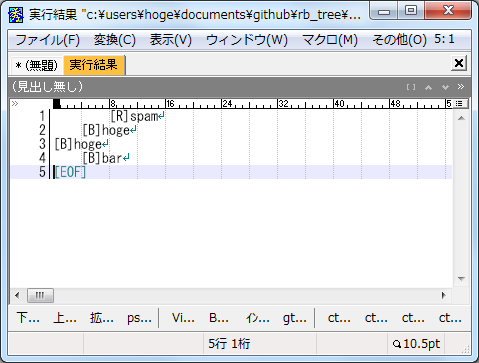 実行結果 "c:¥users¥hoge¥documents¥github¥rb_tree¥...
ファイル(F) 変換(C) 表示(V) ウィンドウ(W) マクロ(M) その他(O) 5:1
*(無題) 実行結果
(見出し無し)
8 16 24 32 40 48 5
1 [R]spam
2 [B]hoge
3 [B]hoge
4 [B]bar
5 [EOF]
下... 上... 拡... ps... Vi... B... イン... gt... ct... ct... ct... ct...
5行 1桁 10.5pt